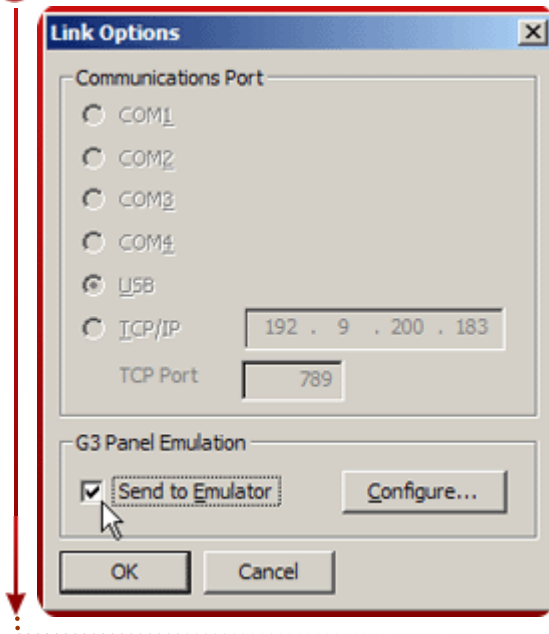 Link Options
Communications Port
COM1
COM2
COM3
COM4
USB
TCP/IP 192 . 9 . 200 . 183
TCP Port 789
G3 Panel Emulation
Send to Emulator Configure...
OK Cancel